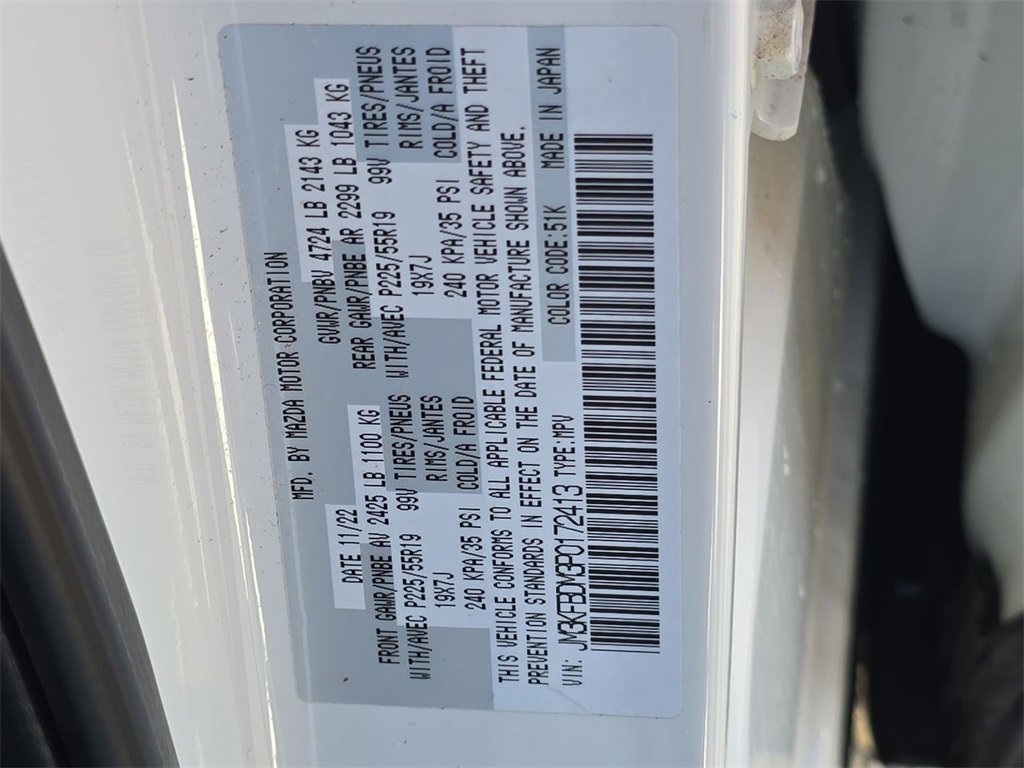 MFD. BY MAZDA MOTOR CORPORATION
DATE 11/22 GVWR/PNBV 4724 LB 2143 KG
FRONT GAWR/PNBE AV 2425 LB 1100 KG REAR GAWR/PNBE AR 2299 LB 1043 KG
WITH/AVEC P225/55R19 99V TIRES/PNEUS WITH/AVEC P225/55R19 99V TIRES/PNEUS
19X7J RIMS/JANTES 19X7J RIMS/JANTES
240 KPA/35 PSI COLD/A FROID 240 KPA/35 PSI COLD/A FROID
THIS VEHICLE CONFORMS TO ALL APPLICABLE FEDERAL MOTOR VEHICLE SAFETY AND THEFT
PREVENTION STANDARDS IN EFFECT ON THE DATE OF MANUFACTURE SHOWN ABOVE.
VIN: JM3KFBDM3P0172413 TYPE:MPV COLOR CODE:51K MADE IN JAPAN